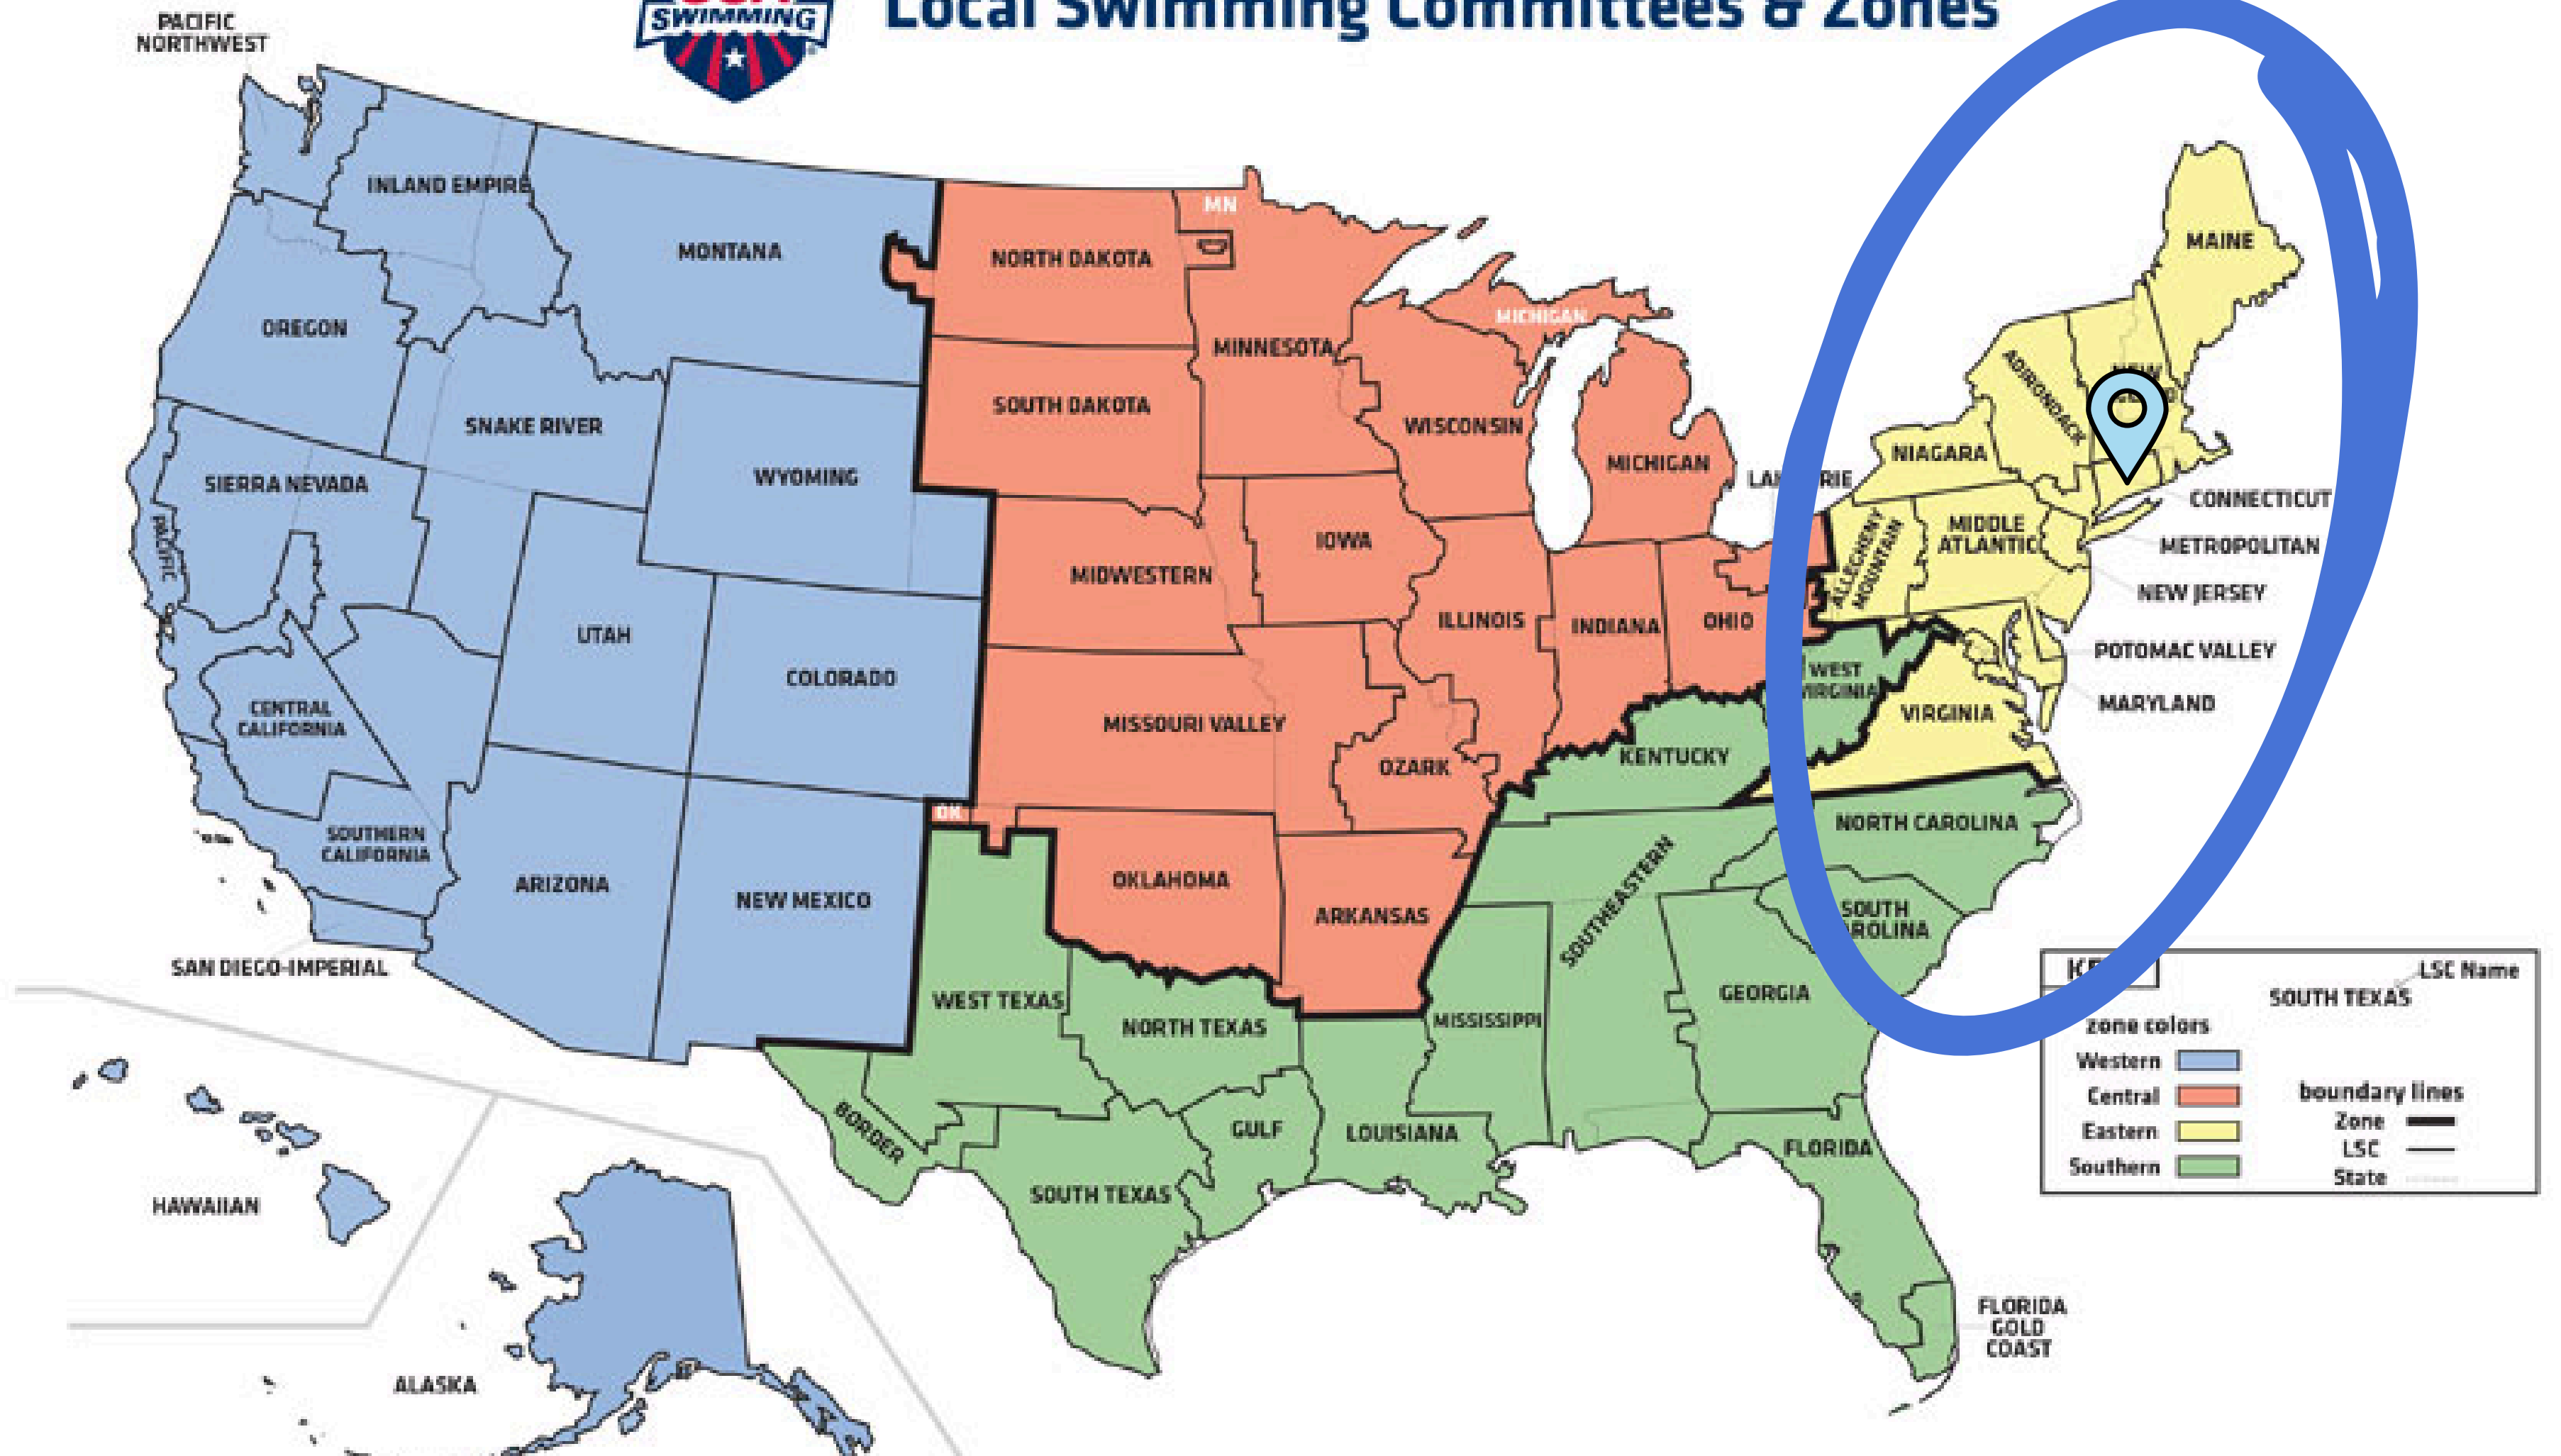 SWIMMING
Local Swimming Committees & Zones
PACIFIC
NORTHWEST
INLAND EMPIRE
MONTANA
OREGON
SNAKE RIVER
WYOMING
SIERRA NEVADA
PACIFIC
UTAH
COLORADO
CENTRAL
CALIFORNIA
SOUTHERN
CALIFORNIA
ARIZONA
NEW MEXICO
SAN DIEGO-IMPERIAL
HAWAIIAN
ALASKA
MN
NORTH DAKOTA
MINNESOTA
SOUTH DAKOTA
MICHIGAN
WISCONSIN
MICHIGAN
IOWA
MIDWESTERN
ILLINOIS
INDIANA
OHIO
MISSOURI VALLEY
OZARK
OK
OKLAHOMA
ARKANSAS
WEST TEXAS
NORTH TEXAS
BORDER
SOUTH TEXAS
GULF
LOUISIANA
MISSISSIPPI
SOUTHEASTERN
GEORGIA
FLORIDA
FLORIDA
GOLD
COAST
KENTUCKY
WEST
VIRGINIA
NORTH CAROLINA
SOUTH
VIRGINIA
MAINE
NEW
ADIRONDACK
NIAGARA
ALLEGHENY
MOUNTAIN
MIDDLE
ATLANTIC
CONNECTICUT
METROPOLITAN
NEW JERSEY
POTOMAC VALLEY
MARYLAND
LSC Name
SOUTH TEXAS
zone colors
Western
Central
Eastern
Southern
boundary lines
Zone
LSC
State